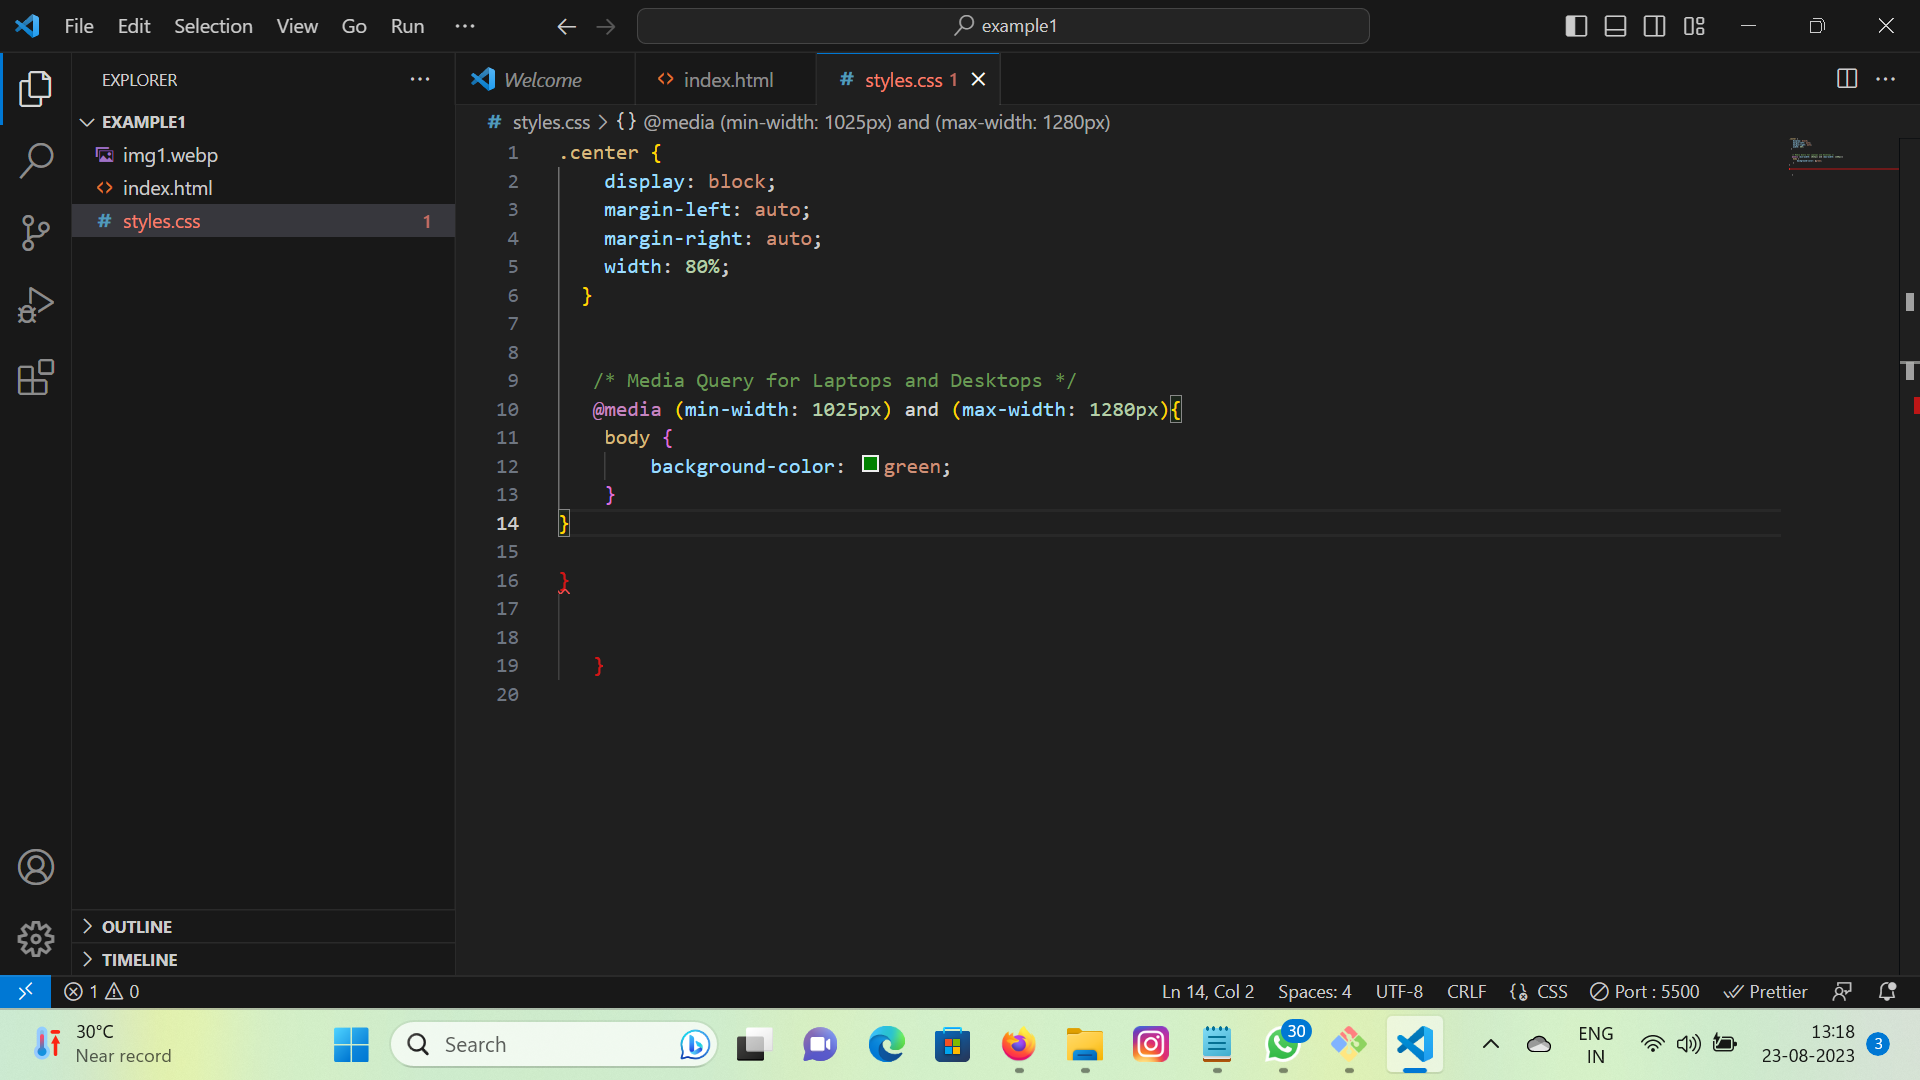 File Edit Selection View Go Run ··· example1
EXPLORER ···
Welcome index.html styles.css 1
EXAMPLE1
img1.webp
index.html
styles.css 1
styles.css > {} @media (min-width: 1025px) and (max-width: 1280px)
1 .center {
2 display: block;
3 margin-left: auto;
4 margin-right: auto;
5 width: 80%;
6 }
7
8
9 /* Media Query for Laptops and Desktops */
10 @media (min-width: 1025px) and (max-width: 1280px){
11 body {
12 background-color: green;
13 }
14 }
15
16 }
17
18
19 }
20
OUTLINE
TIMELINE
1 0 Ln 14, Col 2 Spaces: 4 UTF-8 CRLF {} CSS Port : 5500 Prettier
30°C
Near record
Search
30
ENG
IN
13:18
23-08-2023
3